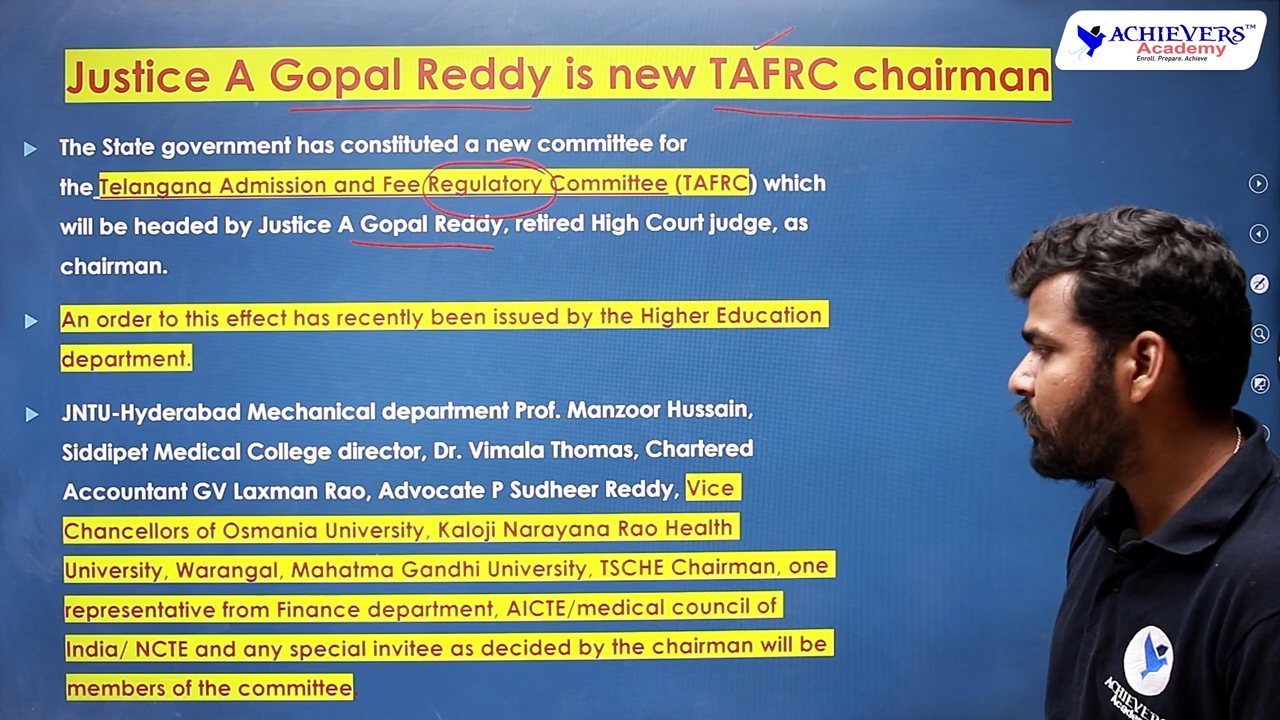 ACHIEVERS™
Academy
Enroll. Prepare. Achieve
Justice A Gopal Reddy is new TAFRC chairman
The State government has constituted a new committee for
the Telangana Admission and Fee Regulatory Committee (TAFRC) which
will be headed by Justice A Gopal Reddy, retired High Court judge, as
chairman.
An order to this effect has recently been issued by the Higher Education
department.
JNTU-Hyderabad Mechanical department Prof. Manzoor Hussain,
Siddipet Medical College director, Dr. Vimala Thomas, Chartered
Accountant GV Laxman Rao, Advocate P Sudheer Reddy, Vice
Chancellors of Osmania University, Kaloji Narayana Rao Health
University, Warangal, Mahatma Gandhi University, TSCHE Chairman, one
representative from Finance department, AICTE/medical council of
India/ NCTE and any special invitee as decided by the chairman will be
members of the committee.
ACHIEVERS